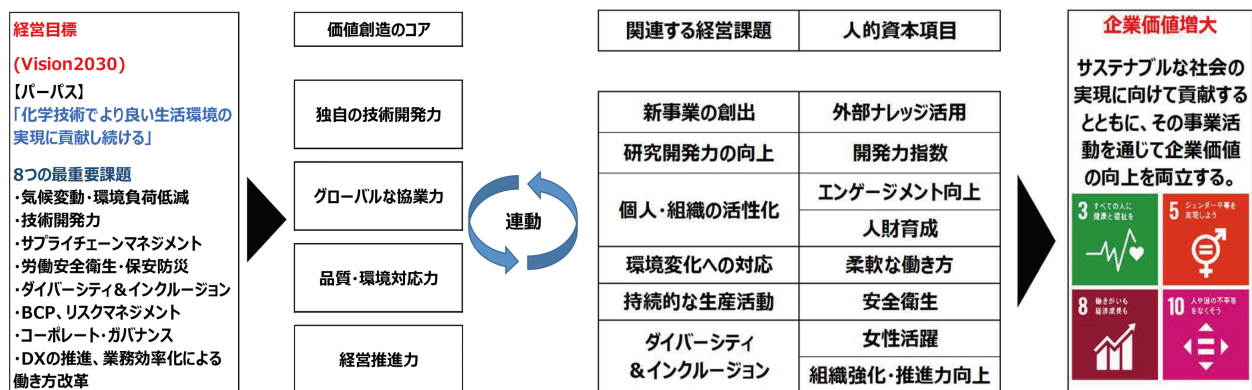 経営目標
(Vision2030)
【パーパス】
「化学技術でより良い生活環境の
実現に貢献し続ける」
8つの最重要課題
・気候変動・環境負荷低減
・技術開発力
・サプライチェーンマネジメント
・労働安全衛生・保安防災
・ダイバーシティ&インクルージョン
・BCP、リスクマネジメント
・コーポレート・ガバナンス
・DXの推進、業務効率化による
働き方改革
価値創造のコア
独自の技術開発力
グローバルな協業力
品質・環境対応力
経営推進力
連動
関連する経営課題 人的資本項目
新事業の創出 外部ナレッジ活用
研究開発力の向上 開発力指数
個人・組織の活性化 エンゲージメント向上
人財育成
環境変化への対応 柔軟な働き方
持続的な生産活動 安全衛生
ダイバーシティ
&インクルージョン
女性活躍
組織強化・推進力向上
企業価値増大
サステナブルな社会の
実現に向けて貢献する
とともに、その事業活
動を通じて企業価値
の向上を両立する。
3 すべての人に
健康と福祉を
5 ジェンダー平等を
実現しよう
8 働きがいも
経済成長も
10 人や国の不平等
をなくそう